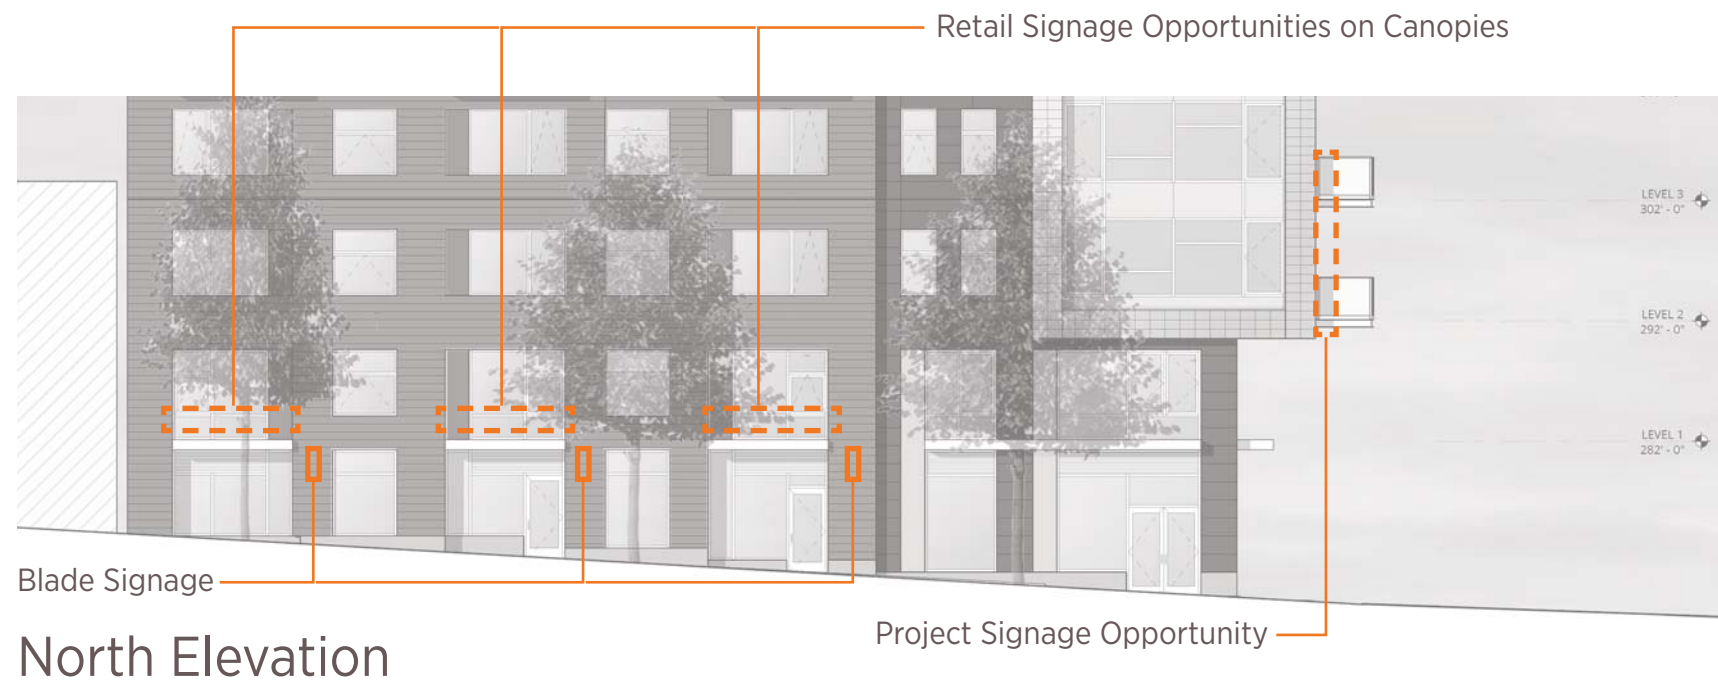 Retail Signage Opportunities on Canopies
LEVEL 3
302' - 0"
LEVEL 2
292' - 0"
LEVEL 1
282' - 0"
Blade Signage
Project Signage Opportunity
North Elevation